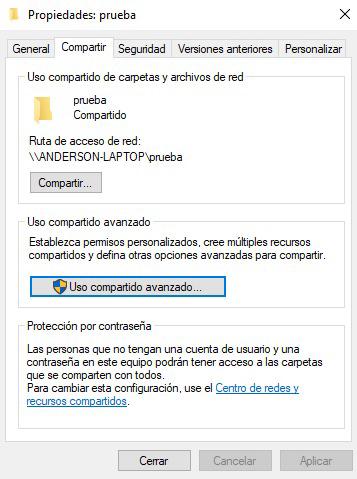 Propiedades: prueba
General Compartir Seguridad Versiones anteriores Personalizar
Uso compartido de carpetas y archivos de red
prueba
Compartido
Ruta de acceso de red:
\\ANDERSON-LAPTOP\prueba
Compartir...
Uso compartido avanzado
Establezca permisos personalizados, cree múltiples recursos
compartidos y defina otras opciones avanzadas para compartir.
Uso compartido avanzado...
Protección por contraseña
Las personas que no tengan una cuenta de usuario y una
contraseña en este equipo podrán tener acceso a las carpetas
que se comparten con todos.
Para cambiar esta configuración, use el Centro de redes y
recursos compartidos.
Cerrar Cancelar Aplicar